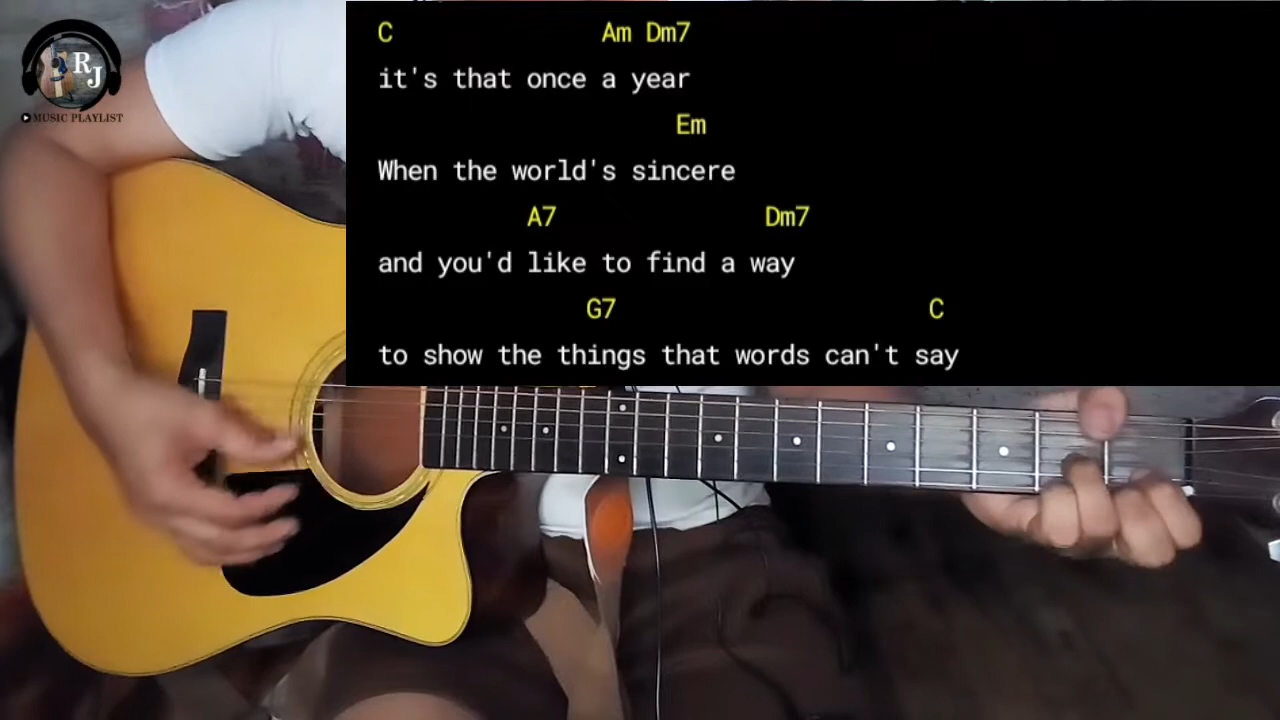 RJ
MUSIC PLAYLIST
C Am Dm7
it's that once a year
Em
When the world's sincere
A7 Dm7
and you'd like to find a way
G7 C
to show the things that words can't say